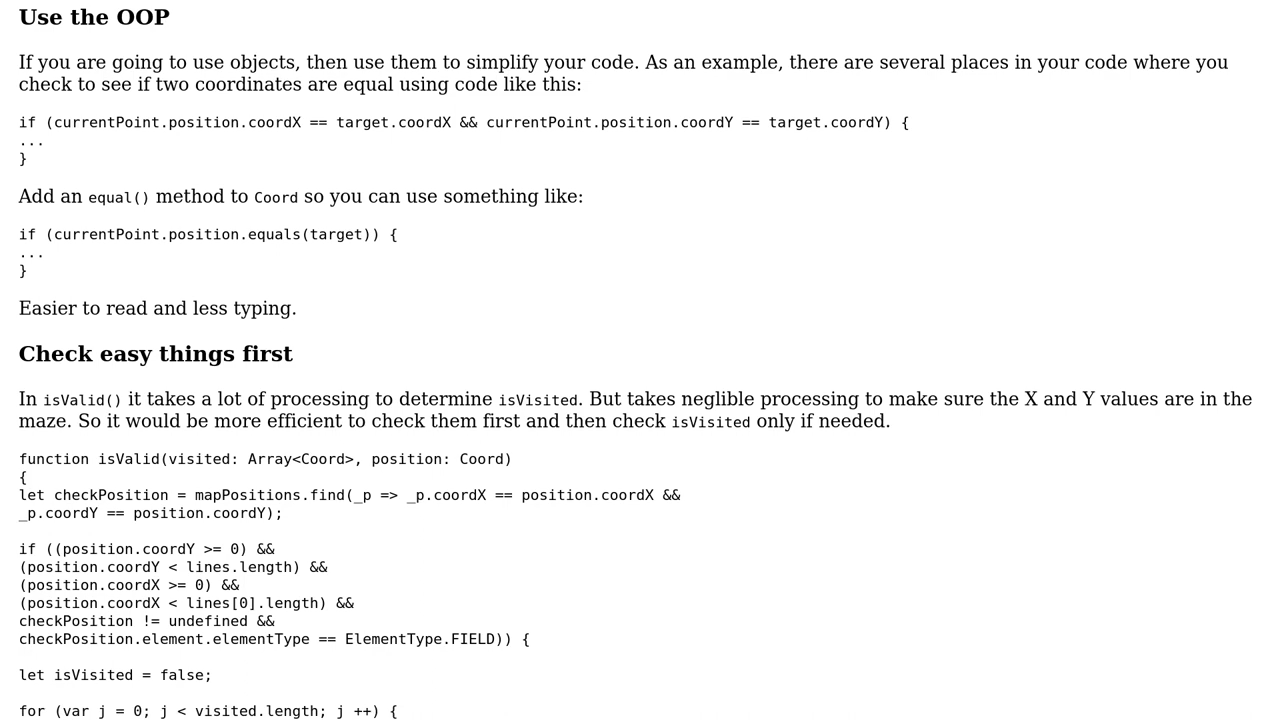 Use the OOP
If you are going to use objects, then use them to simplify your code. As an example, there are several places in your code where you
check to see if two coordinates are equal using code like this:
if (currentPoint.position.coordX == target.coordX && currentPoint.position.coordY == target.coordY) {
...
}
Add an equal() method to Coord so you can use something like:
if (currentPoint.position.equals(target)) {
...
}
Easier to read and less typing.
Check easy things first
In isValid() it takes a lot of processing to determine isVisited. But takes neglible processing to make sure the X and Y values are in the
maze. So it would be more efficient to check them first and then check isVisited only if needed.
function isValid(visited: Array<Coord>, position: Coord)
{
let checkPosition = mapPositions.find(_p => _p.coordX == position.coordX &&
_p.coordY == position.coordY);
if ((position.coordY >= 0) &&
(position.coordY < lines.length) &&
(position.coordX >= 0) &&
(position.coordX < lines[0].length) &&
checkPosition != undefined &&
checkPosition.element.elementType == ElementType.FIELD)) {
let isVisited = false;
for (var j = 0; j < visited.length; j ++) {